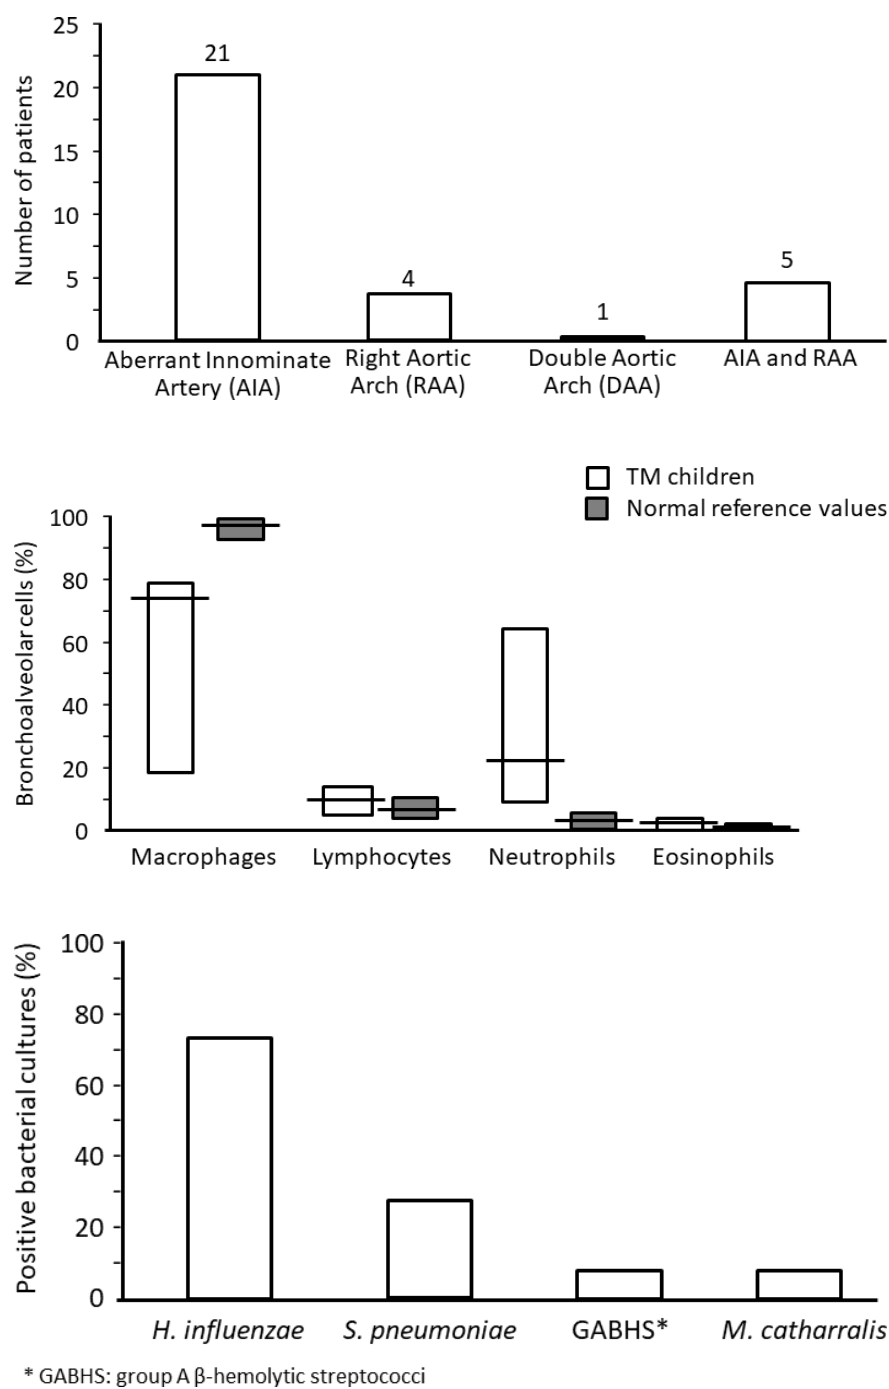 Number of patients
25
20
15
10
5
0
21
4
1
5
Aberrant Innominate
Artery (AIA)
Right Aortic
Arch (RAA)
Double Aortic
Arch (DAA)
AIA and RAA
TM children
Normal reference values
Bronchoalveolar cells (%)
100
80
60
40
20
0
Macrophages
Lymphocytes
Neutrophils
Eosinophils
Positive bacterial cultures (%)
100
80
60
40
20
0
H. influenzae
S. pneumoniae
GABHS*
M. catharralis
* GABHS: group A β-hemolytic streptococci